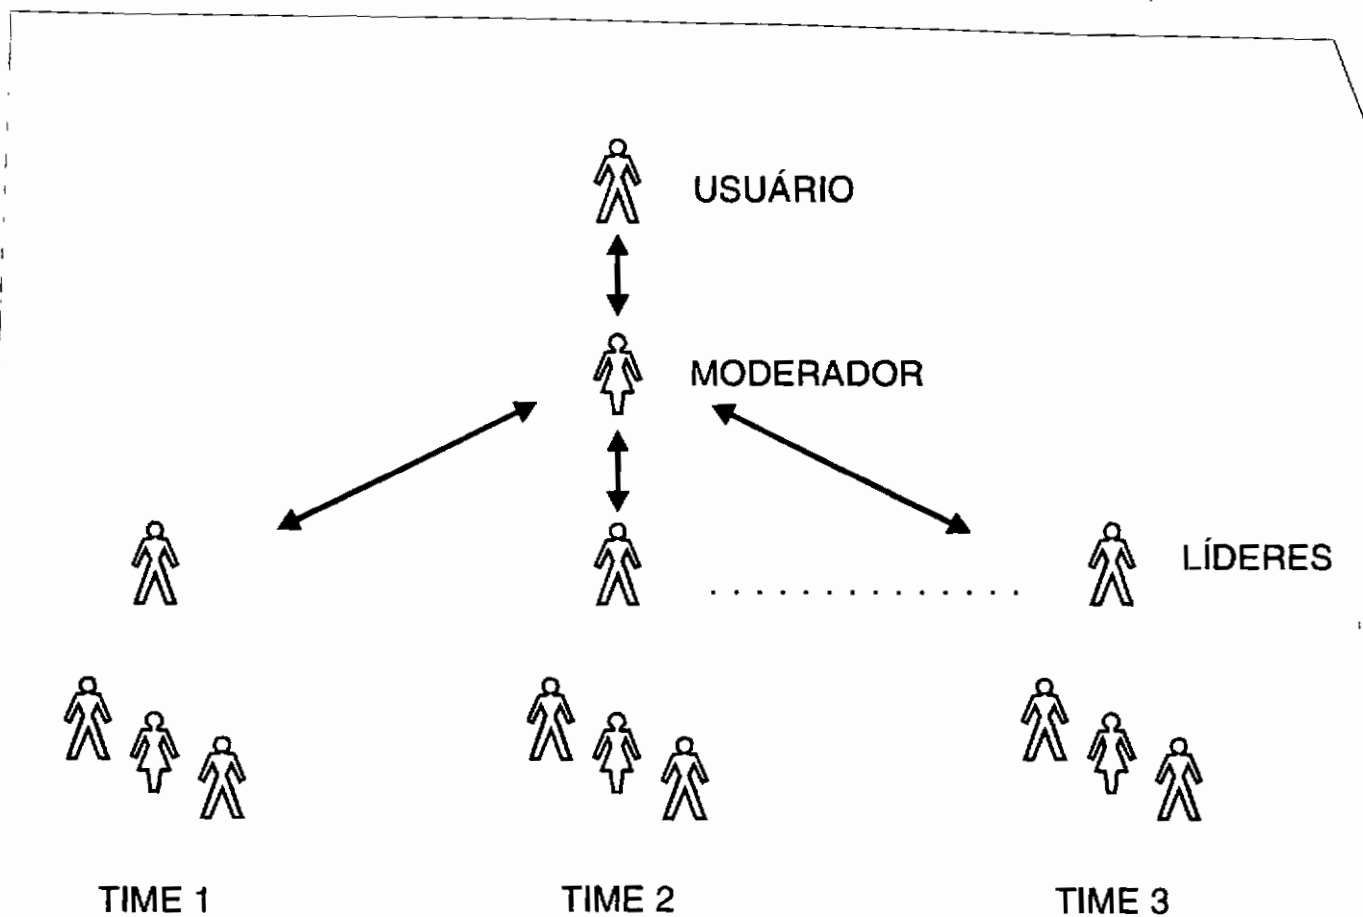 USUÁRIO
MODERADOR
LÍDERES
. . . . . . . . . . . . . .
TIME 1
TIME 2
TIME 3